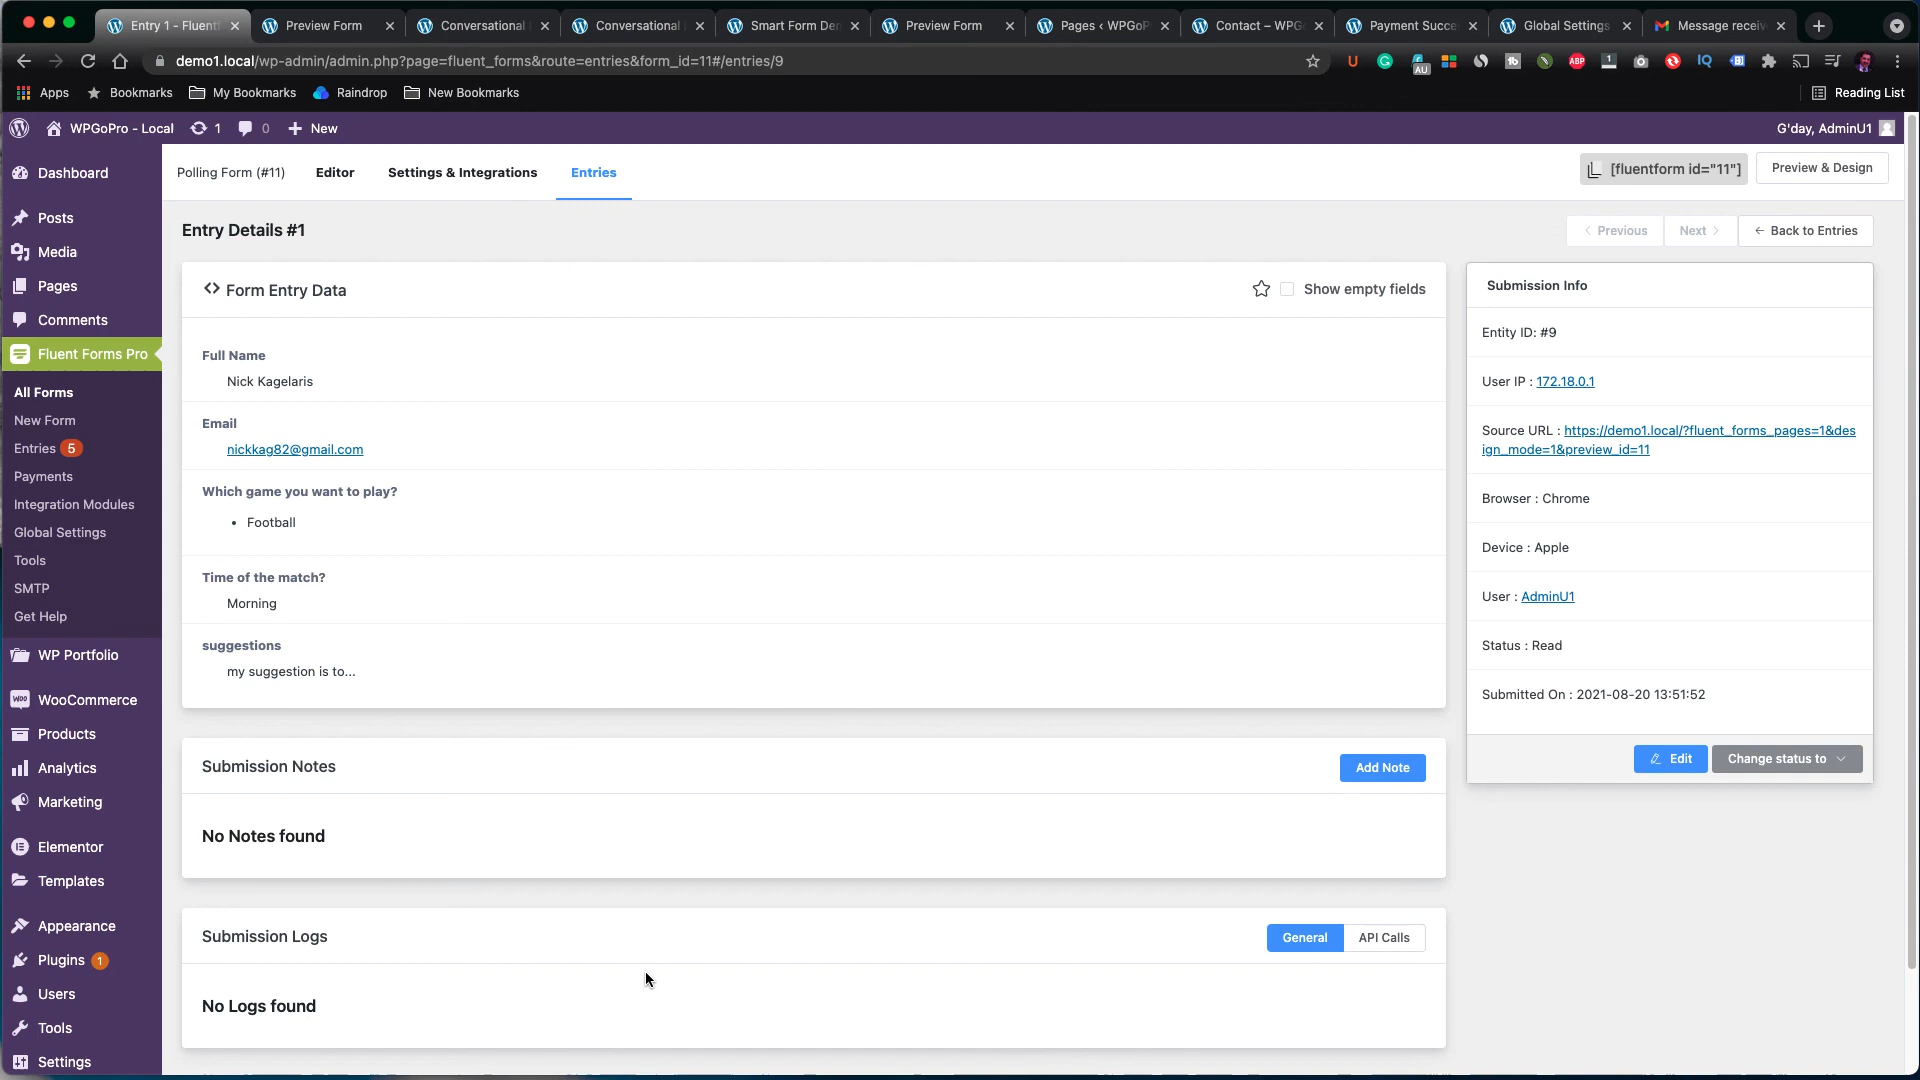 Entry 1 - Fluent
Preview Form
Conversational
Conversational
Smart Form De
Preview Form
Pages ‹ WPGoP
Contact – WPG
Payment Succe
Global Settings
Message receiv
demo1.local/wp-admin/admin.php?page=fluent_forms&route=entries&form_id=11#/entries/9
AU
ABP
1
IQ
Apps
Bookmarks
My Bookmarks
Raindrop
New Bookmarks
Reading List
WPGoPro - Local
1
0
New
G'day, AdminU1
Dashboard
Posts
Media
Pages
Comments
Fluent Forms Pro
All Forms
New Form
Entries 5
Payments
Integration Modules
Global Settings
Tools
SMTP
Get Help
WP Portfolio
WooCommerce
Products
Analytics
Marketing
Elementor
Templates
Appearance
Plugins 1
Users
Tools
Settings
Polling Form (#11)
Editor
Settings & Integrations
Entries
[fluentform id="11"]
Preview & Design
Entry Details #1
Previous
Next
Back to Entries
Form Entry Data
Show empty fields
Full Name
Nick Kagelaris
Email
nickkag82@gmail.com
Which game you want to play?
• Football
Time of the match?
Morning
suggestions
my suggestion is to...
Submission Notes
Add Note
No Notes found
Submission Logs
General
API Calls
No Logs found
Submission Info
Entity ID: #9
User IP : 172.18.0.1
Source URL : https://demo1.local/?fluent_forms_pages=1&des
ign_mode=1&preview_id=11
Browser : Chrome
Device : Apple
User : AdminU1
Status : Read
Submitted On : 2021-08-20 13:51:52
Edit
Change status to